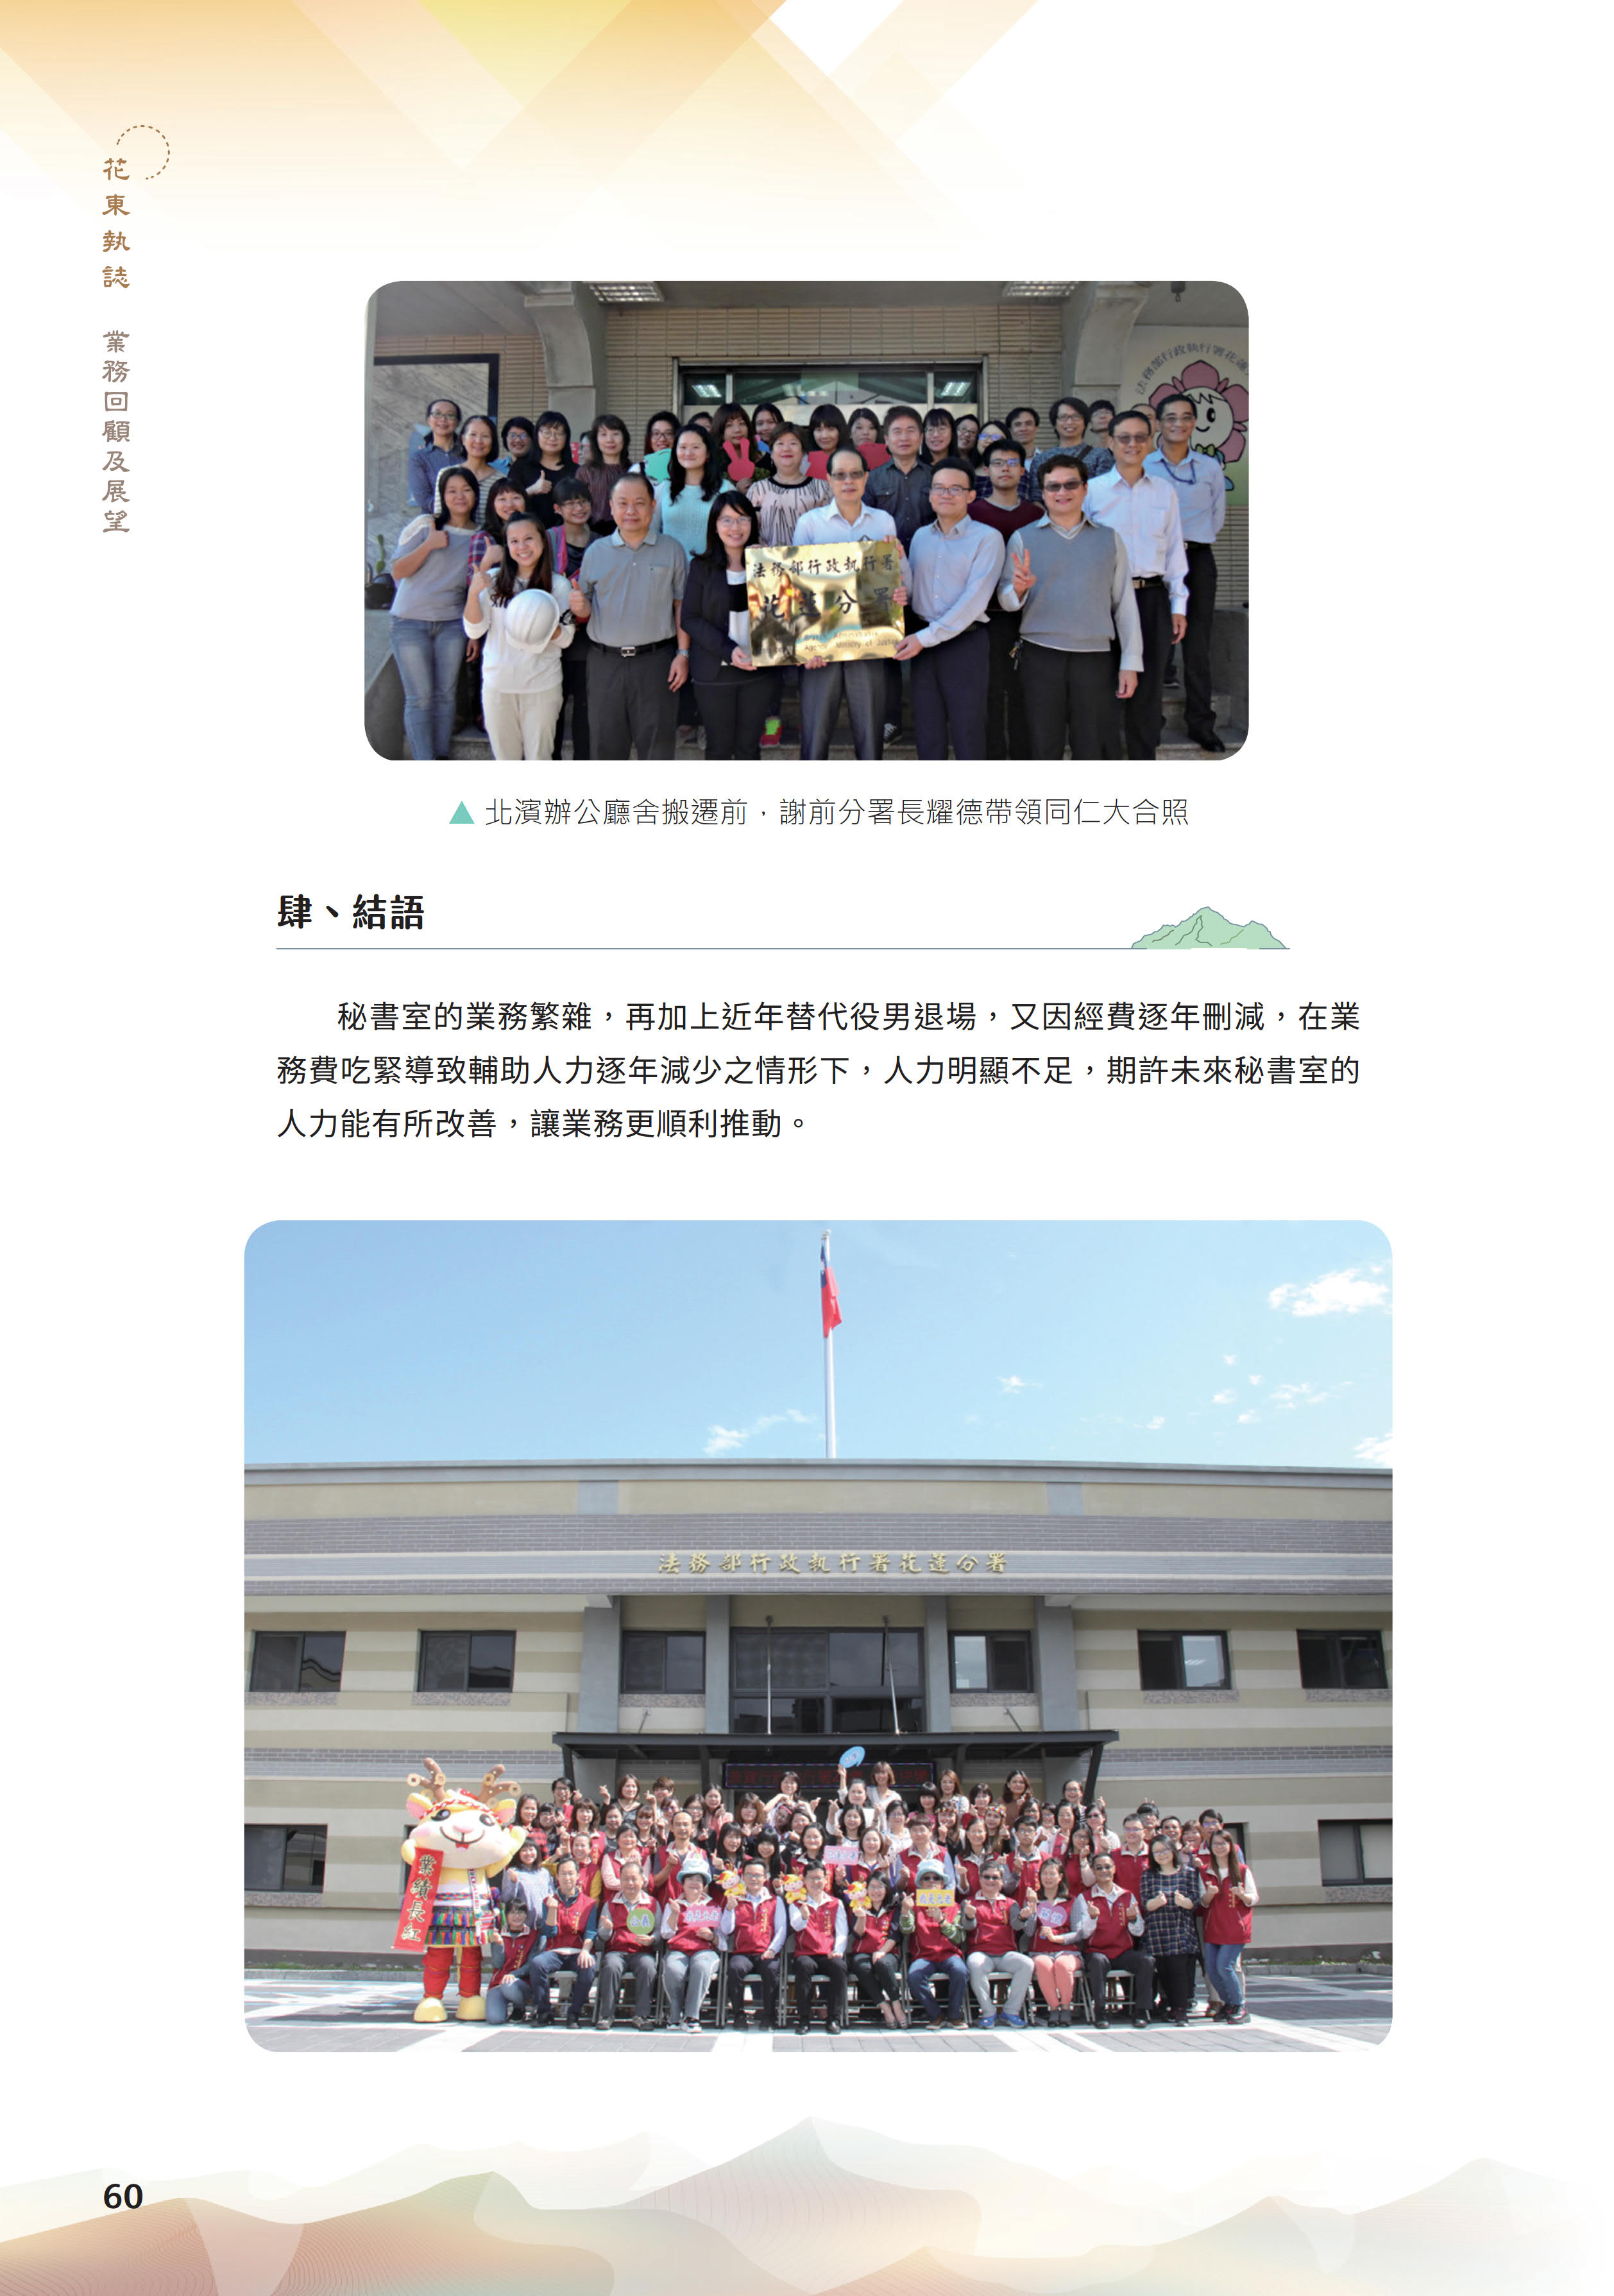 花東執誌 業務回顧及展望
法務部行政執行署花蓮
法務部行政執行署
花蓮分署
▲ 北濱辦公廳舍搬遷前，謝前分署長耀德帶領同仁大合照
肆、結語
秘書室的業務繁雜，再加上近年替代役男退場，又因經費逐年刪減，在業
務費吃緊導致輔助人力逐年減少之情形下，人力明顯不足，期許未來秘書室的
人力能有所改善，讓業務更順利推動。
法務部行政執行署花蓮分署
業績長紅
公義
60